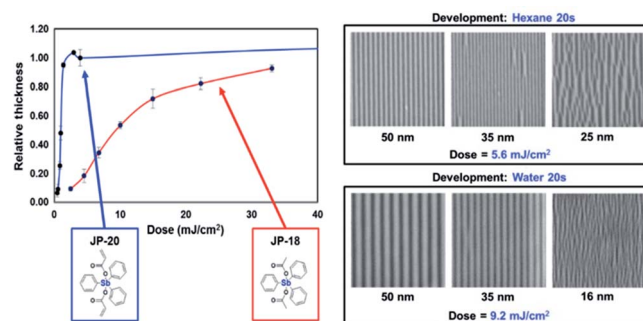 Relative thickness
1.20
1.00
0.80
0.60
0.40
0.20
0.00
0
10
20
30
40
Dose (mJ/cm2)
JP-20
O
O
Sb
O
O
JP-18
O
O
Sb
O
O
Development: Hexane 20s
50 nm
35 nm
25 nm
Dose = 5.6 mJ/cm²
Development: Water 20s
50 nm
35 nm
16 nm
Dose = 9.2 mJ/cm²